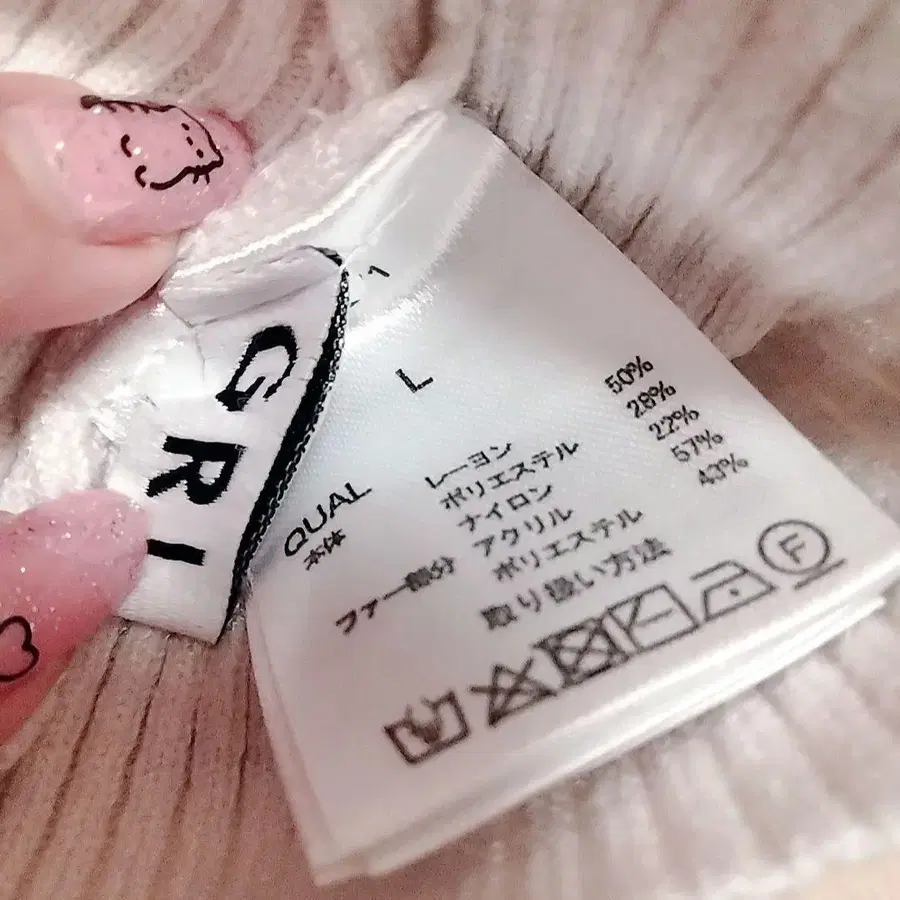 GRL
L
QUAL
本体 レーヨン 50%
ポリエステル 28%
ナイロン 22%
ファー部分 アクリル 57%
ポリエステル 43%
取り扱い方法
F